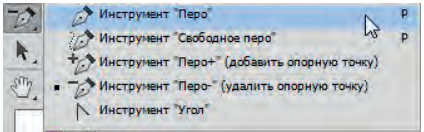 Инструмент "Перо" P
Инструмент "Свободное перо" P
Инструмент "Перо+" (добавить опорную точку)
Инструмент "Перо-" (удалить опорную точку)
Инструмент "Угол"